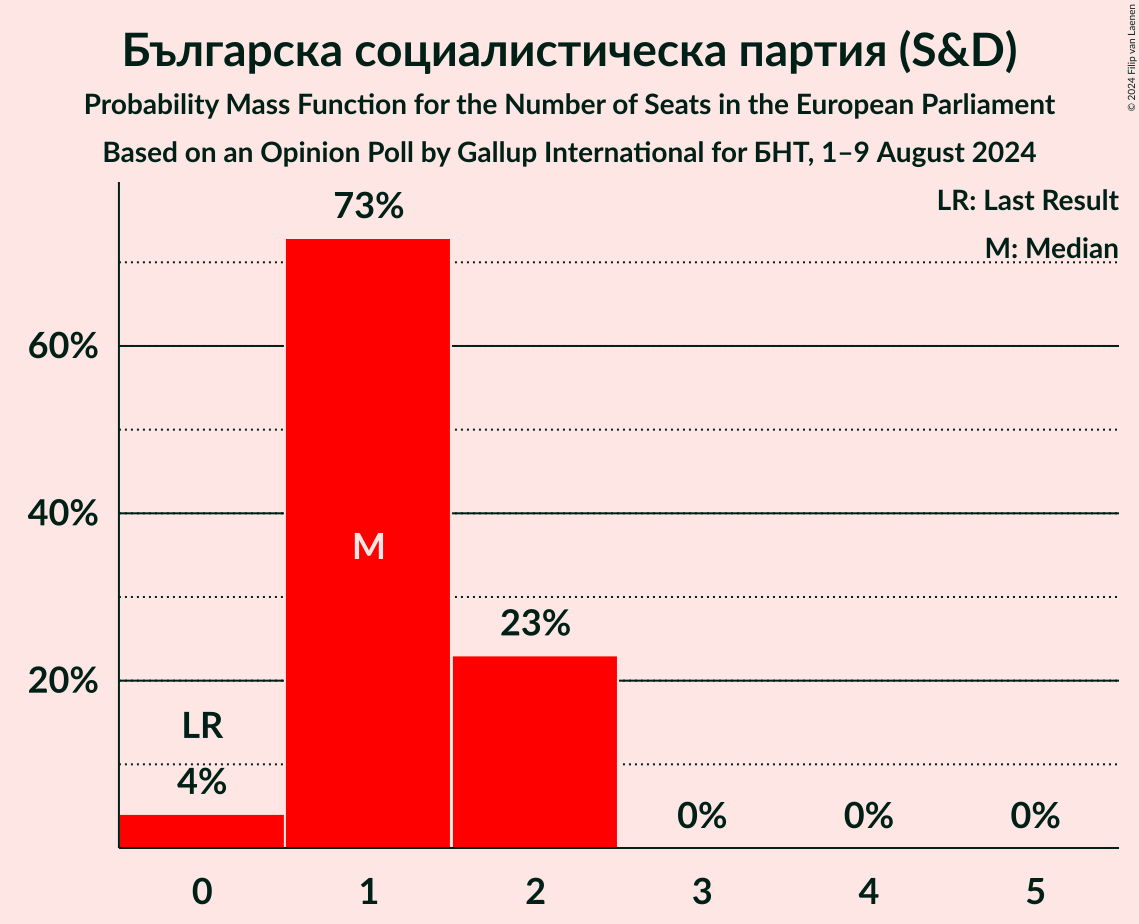 Българска социалистическа партия (S&D)
Probability Mass Function for the Number of Seats in the European Parliament
Based on an Opinion Poll by Gallup International for БНТ, 1–9 August 2024
© 2024 Filip van Laenen
LR: Last Result
M: Median
73%
60%
40%
M
23%
20%
LR
4%
0%
0%
0%
0
1
2
3
4
5